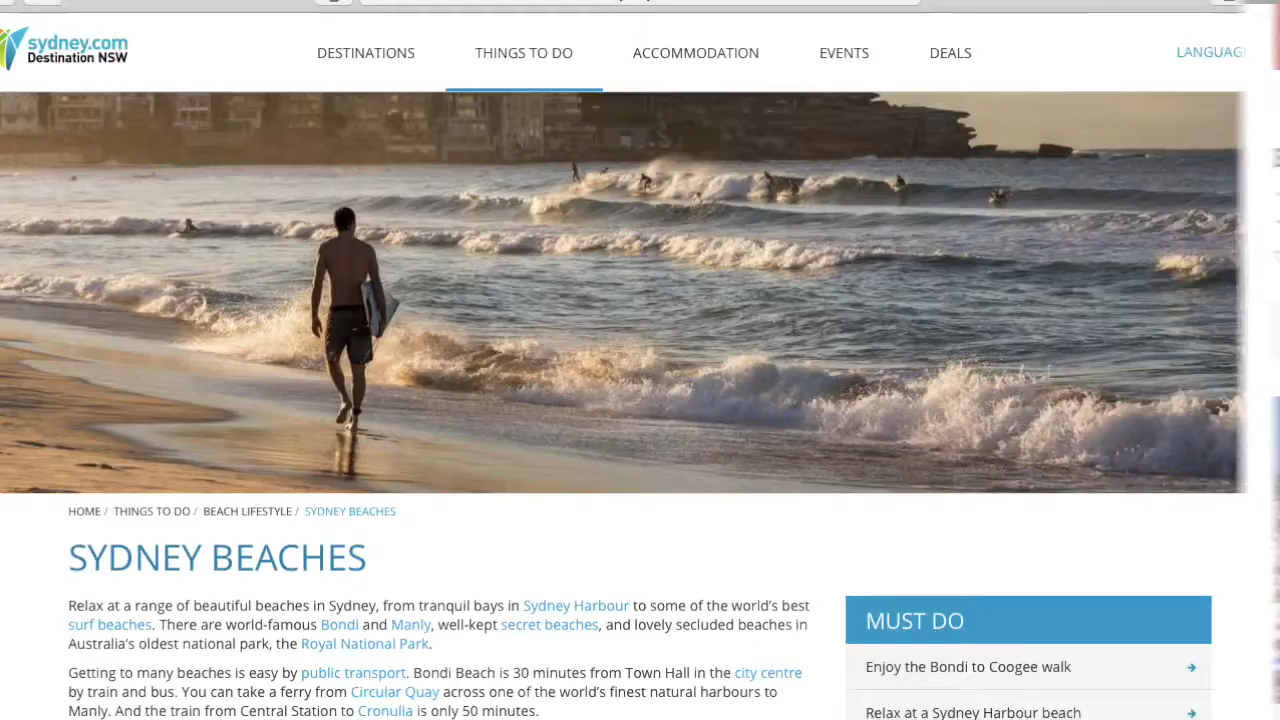 sydney.com
Destination NSW
DESTINATIONS
THINGS TO DO
ACCOMMODATION
EVENTS
DEALS
HOME / THINGS TO DO / BEACH LIFESTYLE / SYDNEY BEACHES
SYDNEY BEACHES
Relax at a range of beautiful beaches in Sydney, from tranquil bays in Sydney Harbour to some of the world's best
surf beaches. There are world-famous Bondi and Manly, well-kept secret beaches, and lovely secluded beaches in
Australia's oldest national park, the Royal National Park.
Getting to many beaches is easy by public transport. Bondi Beach is 30 minutes from Town Hall in the city centre
by train and bus. You can take a ferry from Circular Quay across one of the world's finest natural harbours to
Manly. And the train from Central Station to Cronulla is only 50 minutes.
MUST DO
Enjoy the Bondi to Coogee walk
Relax at a Sydney Harbour beach